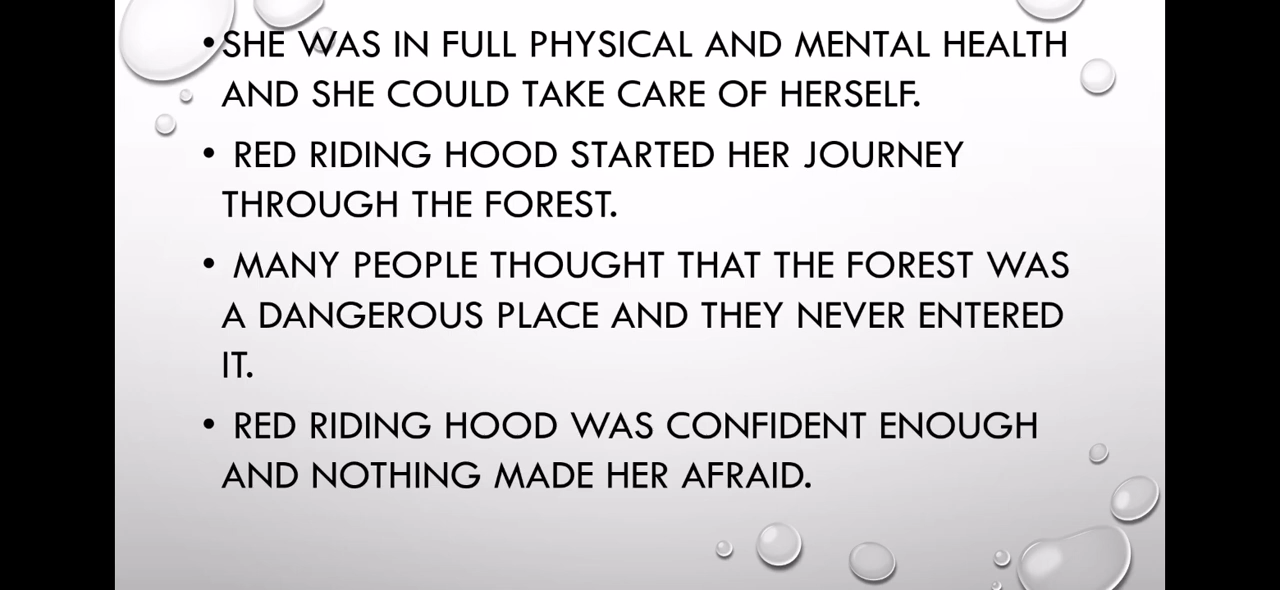 •SHE WAS IN FULL PHYSICAL AND MENTAL HEALTH
AND SHE COULD TAKE CARE OF HERSELF.
• RED RIDING HOOD STARTED HER JOURNEY
THROUGH THE FOREST.
• MANY PEOPLE THOUGHT THAT THE FOREST WAS
A DANGEROUS PLACE AND THEY NEVER ENTERED
IT.
• RED RIDING HOOD WAS CONFIDENT ENOUGH
AND NOTHING MADE HER AFRAID.